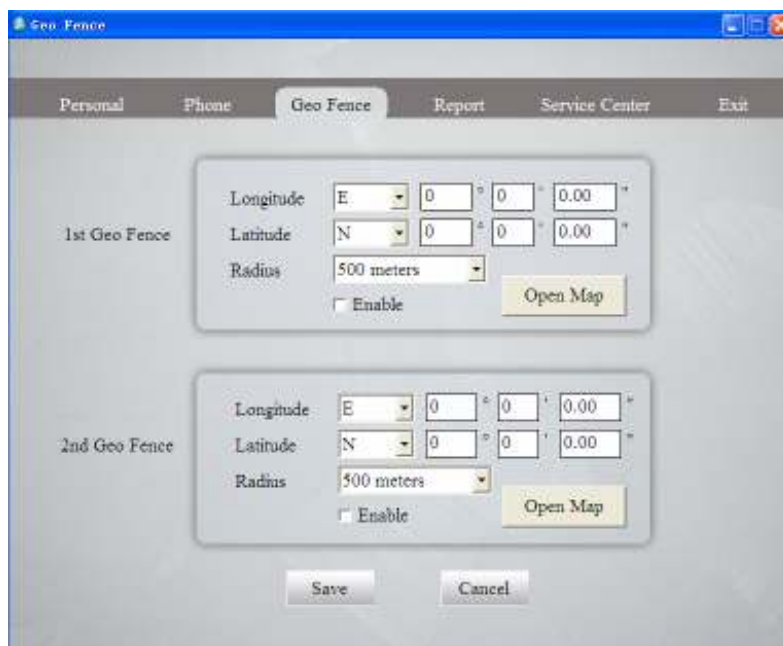 Geo Fence
Personal Phone Geo Fence Report Service Center Exit
1st Geo Fence
Longitude E 0 ° 0 ' 0.00 "
Latitude N 0 ° 0 ' 0.00 "
Radius 500 meters
Enable Open Map
2nd Geo Fence
Longitude E 0 ° 0 ' 0.00 "
Latitude N 0 ° 0 ' 0.00 "
Radius 500 meters
Enable Open Map
Save Cancel